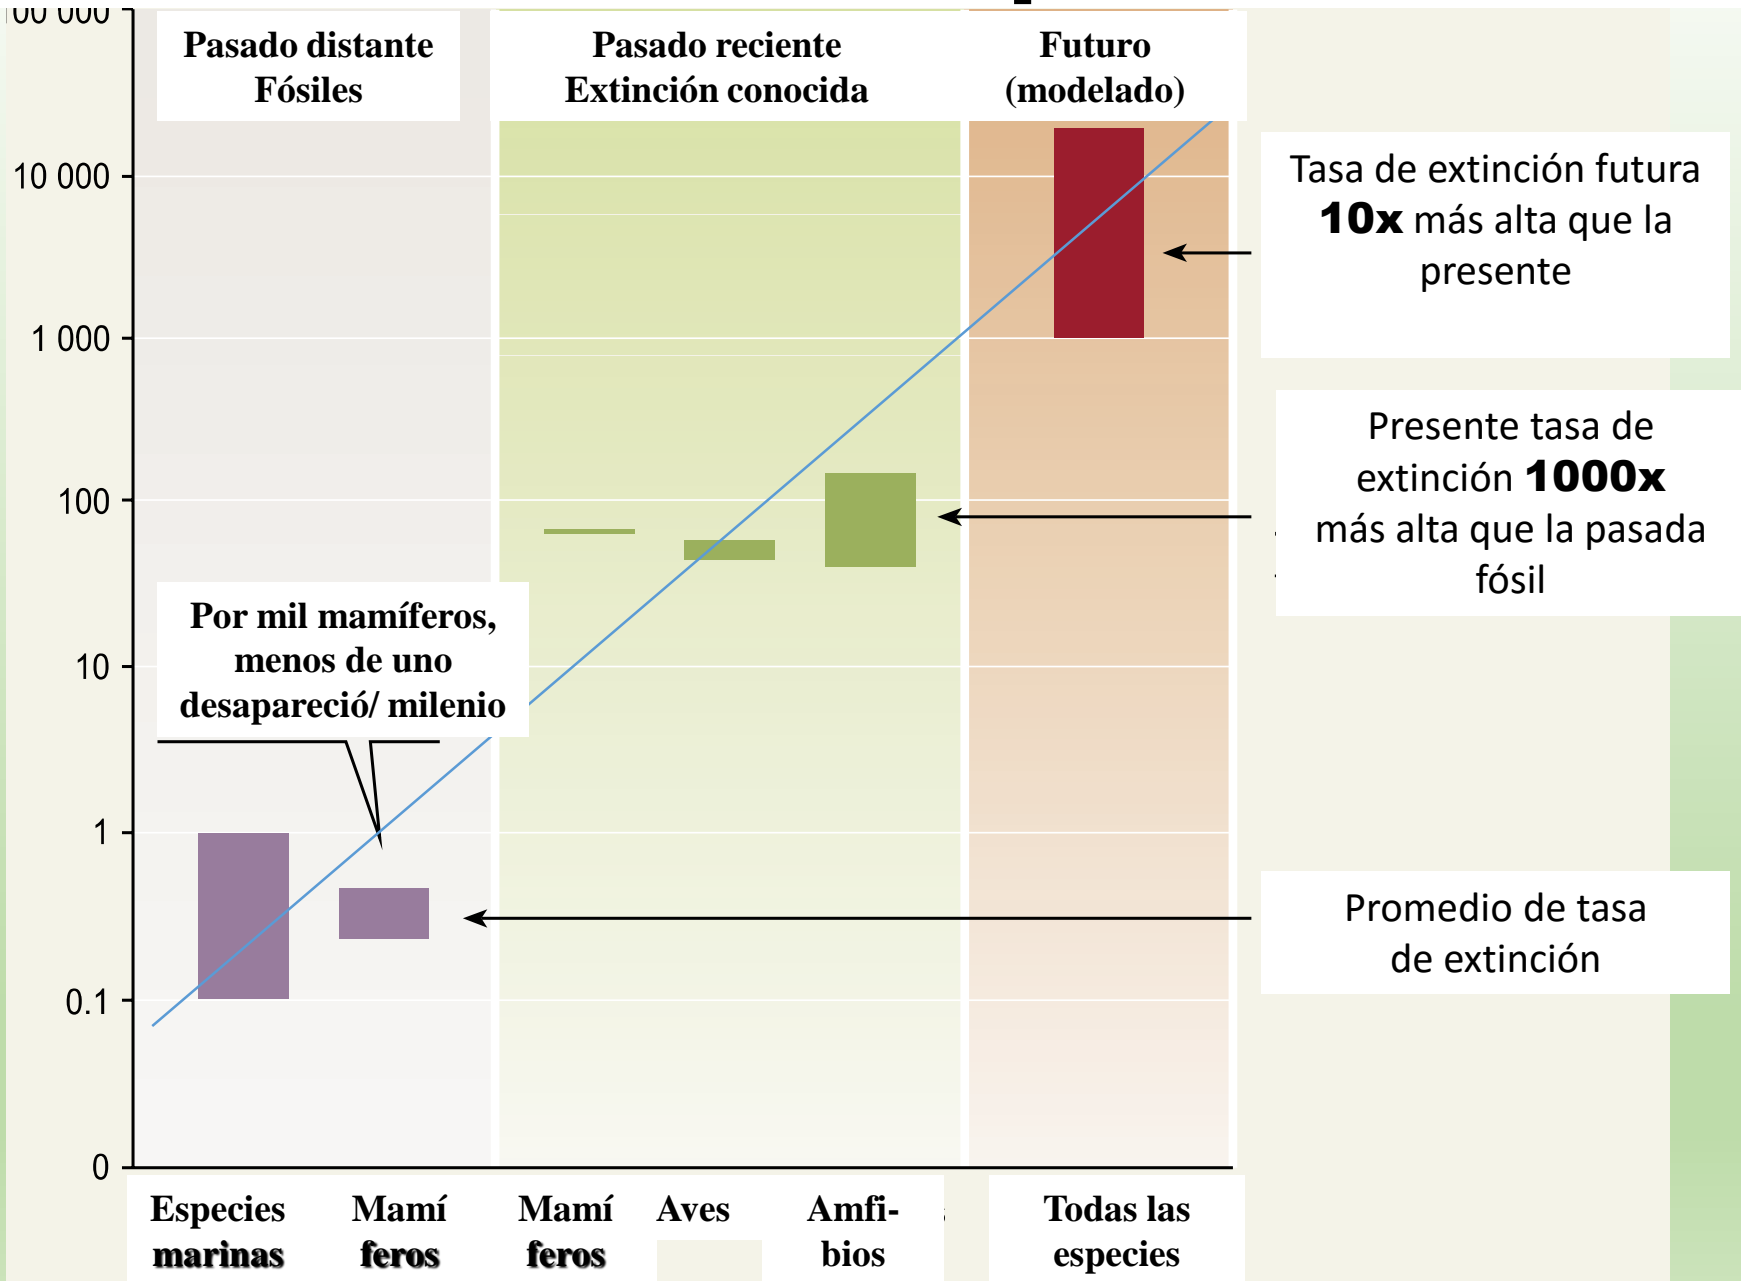 Pasado distante
Fósiles
Pasado reciente
Extinción conocida
Futuro
(modelado)
100 000
10 000
1 000
100
10
1
0.1
0
Tasa de extinción futura
10x más alta que la
presente
Presente tasa de
extinción 1000x
más alta que la pasada
fósil
Por mil mamíferos,
menos de uno
desapareció/ milenio
Promedio de tasa
de extinción
Especies
marinas
Mamí
feros
Mamí
feros
Aves
Amfi-
bios
Todas las
especies